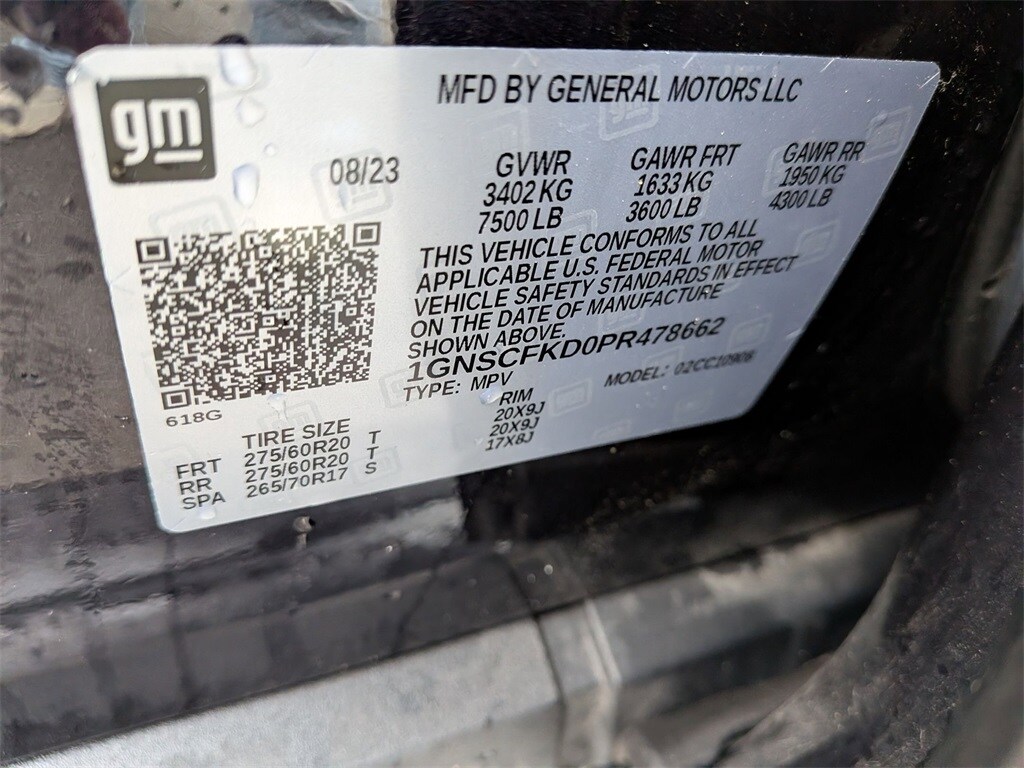 gm
MFD BY GENERAL MOTORS LLC
08/23
GVWR GAWR FRT GAWR RR
3402 KG 1633 KG 1950 KG
7500 LB 3600 LB 4300 LB
THIS VEHICLE CONFORMS TO ALL
APPLICABLE U.S. FEDERAL MOTOR
VEHICLE SAFETY STANDARDS IN EFFECT
ON THE DATE OF MANUFACTURE
SHOWN ABOVE.
1GNSCFKD0PR478662
TYPE: MPV MODEL: 02CC10906
618G
TIRE SIZE RIM
FRT 275/60R20 T 20X9J
RR 275/60R20 T 20X9J
SPA 265/70R17 S 17X8J